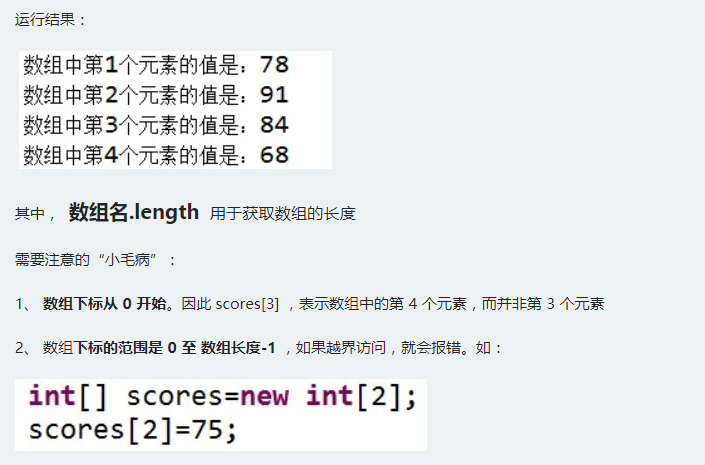 运行结果：
数组中第1个元素的值是：78
数组中第2个元素的值是：91
数组中第3个元素的值是：84
数组中第4个元素的值是：68
其中， 数组名.length 用于获取数组的长度
需要注意的“小毛病”：
1、 数组下标从 0 开始。因此 scores[3] ，表示数组中的第 4 个元素，而并非第 3 个元素
2、 数组下标的范围是 0 至 数组长度-1 ，如果越界访问，就会报错。如：
int[] scores=new int[2];
scores[2]=75;